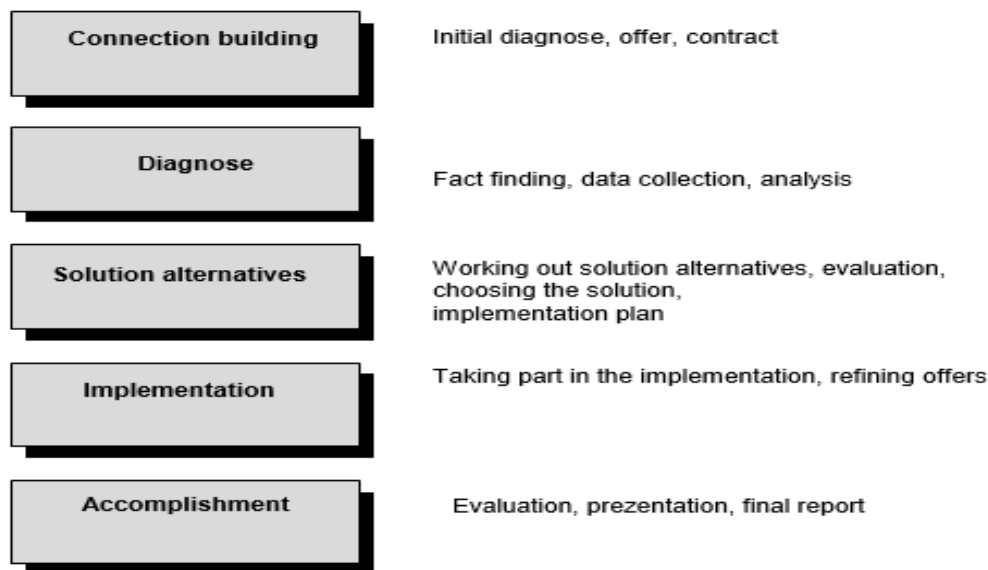 Connection building
Initial diagnose, offer, contract
Diagnose
Fact finding, data collection, analysis
Solution alternatives
Working out solution alternatives, evaluation,
choosing the solution,
implementation plan
Implementation
Taking part in the implementation, refining offers
Accomplishment
Evaluation, prezentation, final report